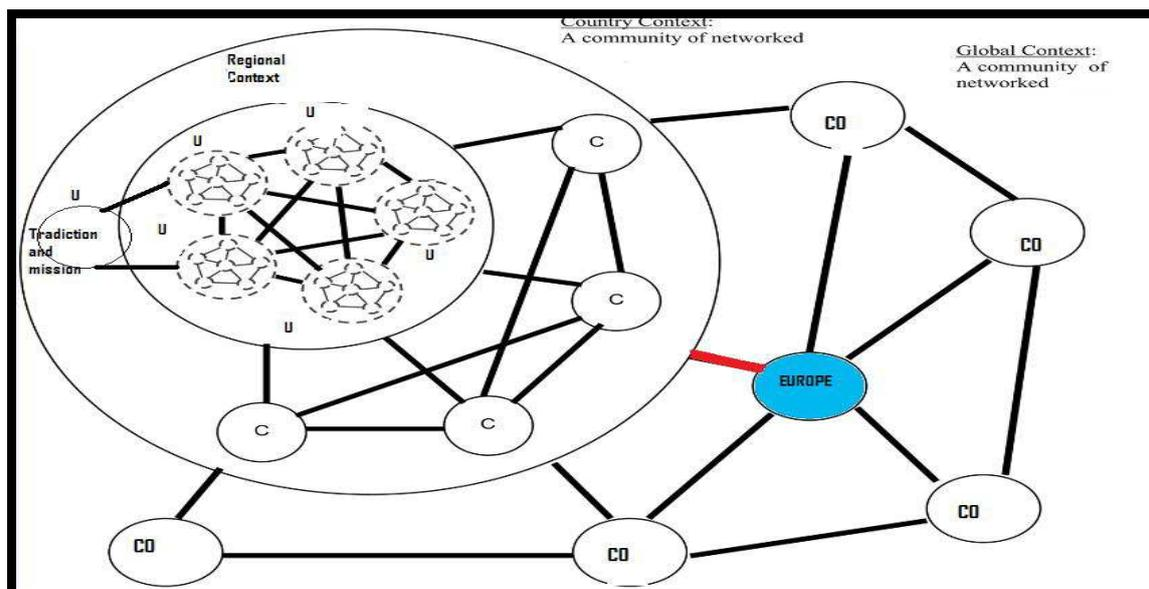 Country Context:
A community of networked
Global Context:
A community of
networked
Regional
Context
U
U
U
U
U
U
Tradiction
and
mission
C
C
C
C
CO
CO
EUROPE
CO
CO
CO